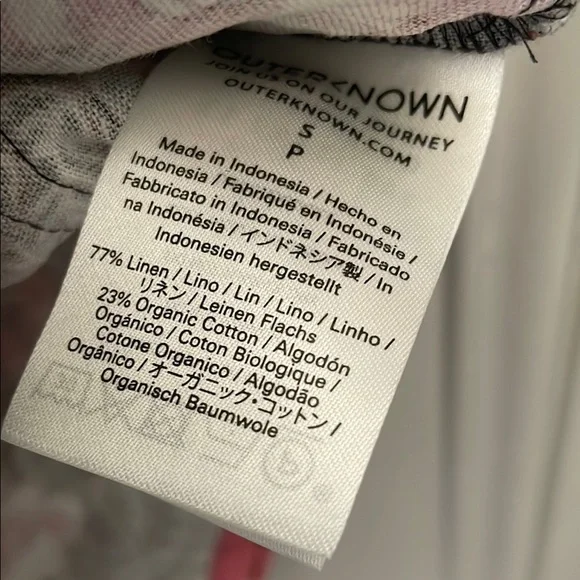 OUTERKNOWN
JOIN US ON OUR JOURNEY
OUTERKNOWN.COM
S
P
Made in Indonesia / Hecho en
Indonesia / Fabriqué en Indonésie /
Fabbricato in Indonesia / Fabricado
na Indonésia / インドネシア製 / In
Indonesien hergestellt
77% Linen / Lino / Lin / Lino / Linho /
リネン / Leinen Flachs
23% Organic Cotton / Algodón
Orgánico / Coton Biologique /
Cotone Organico / Algodão
Orgânico / オーガニック・コットン /
Organisch Baumwole